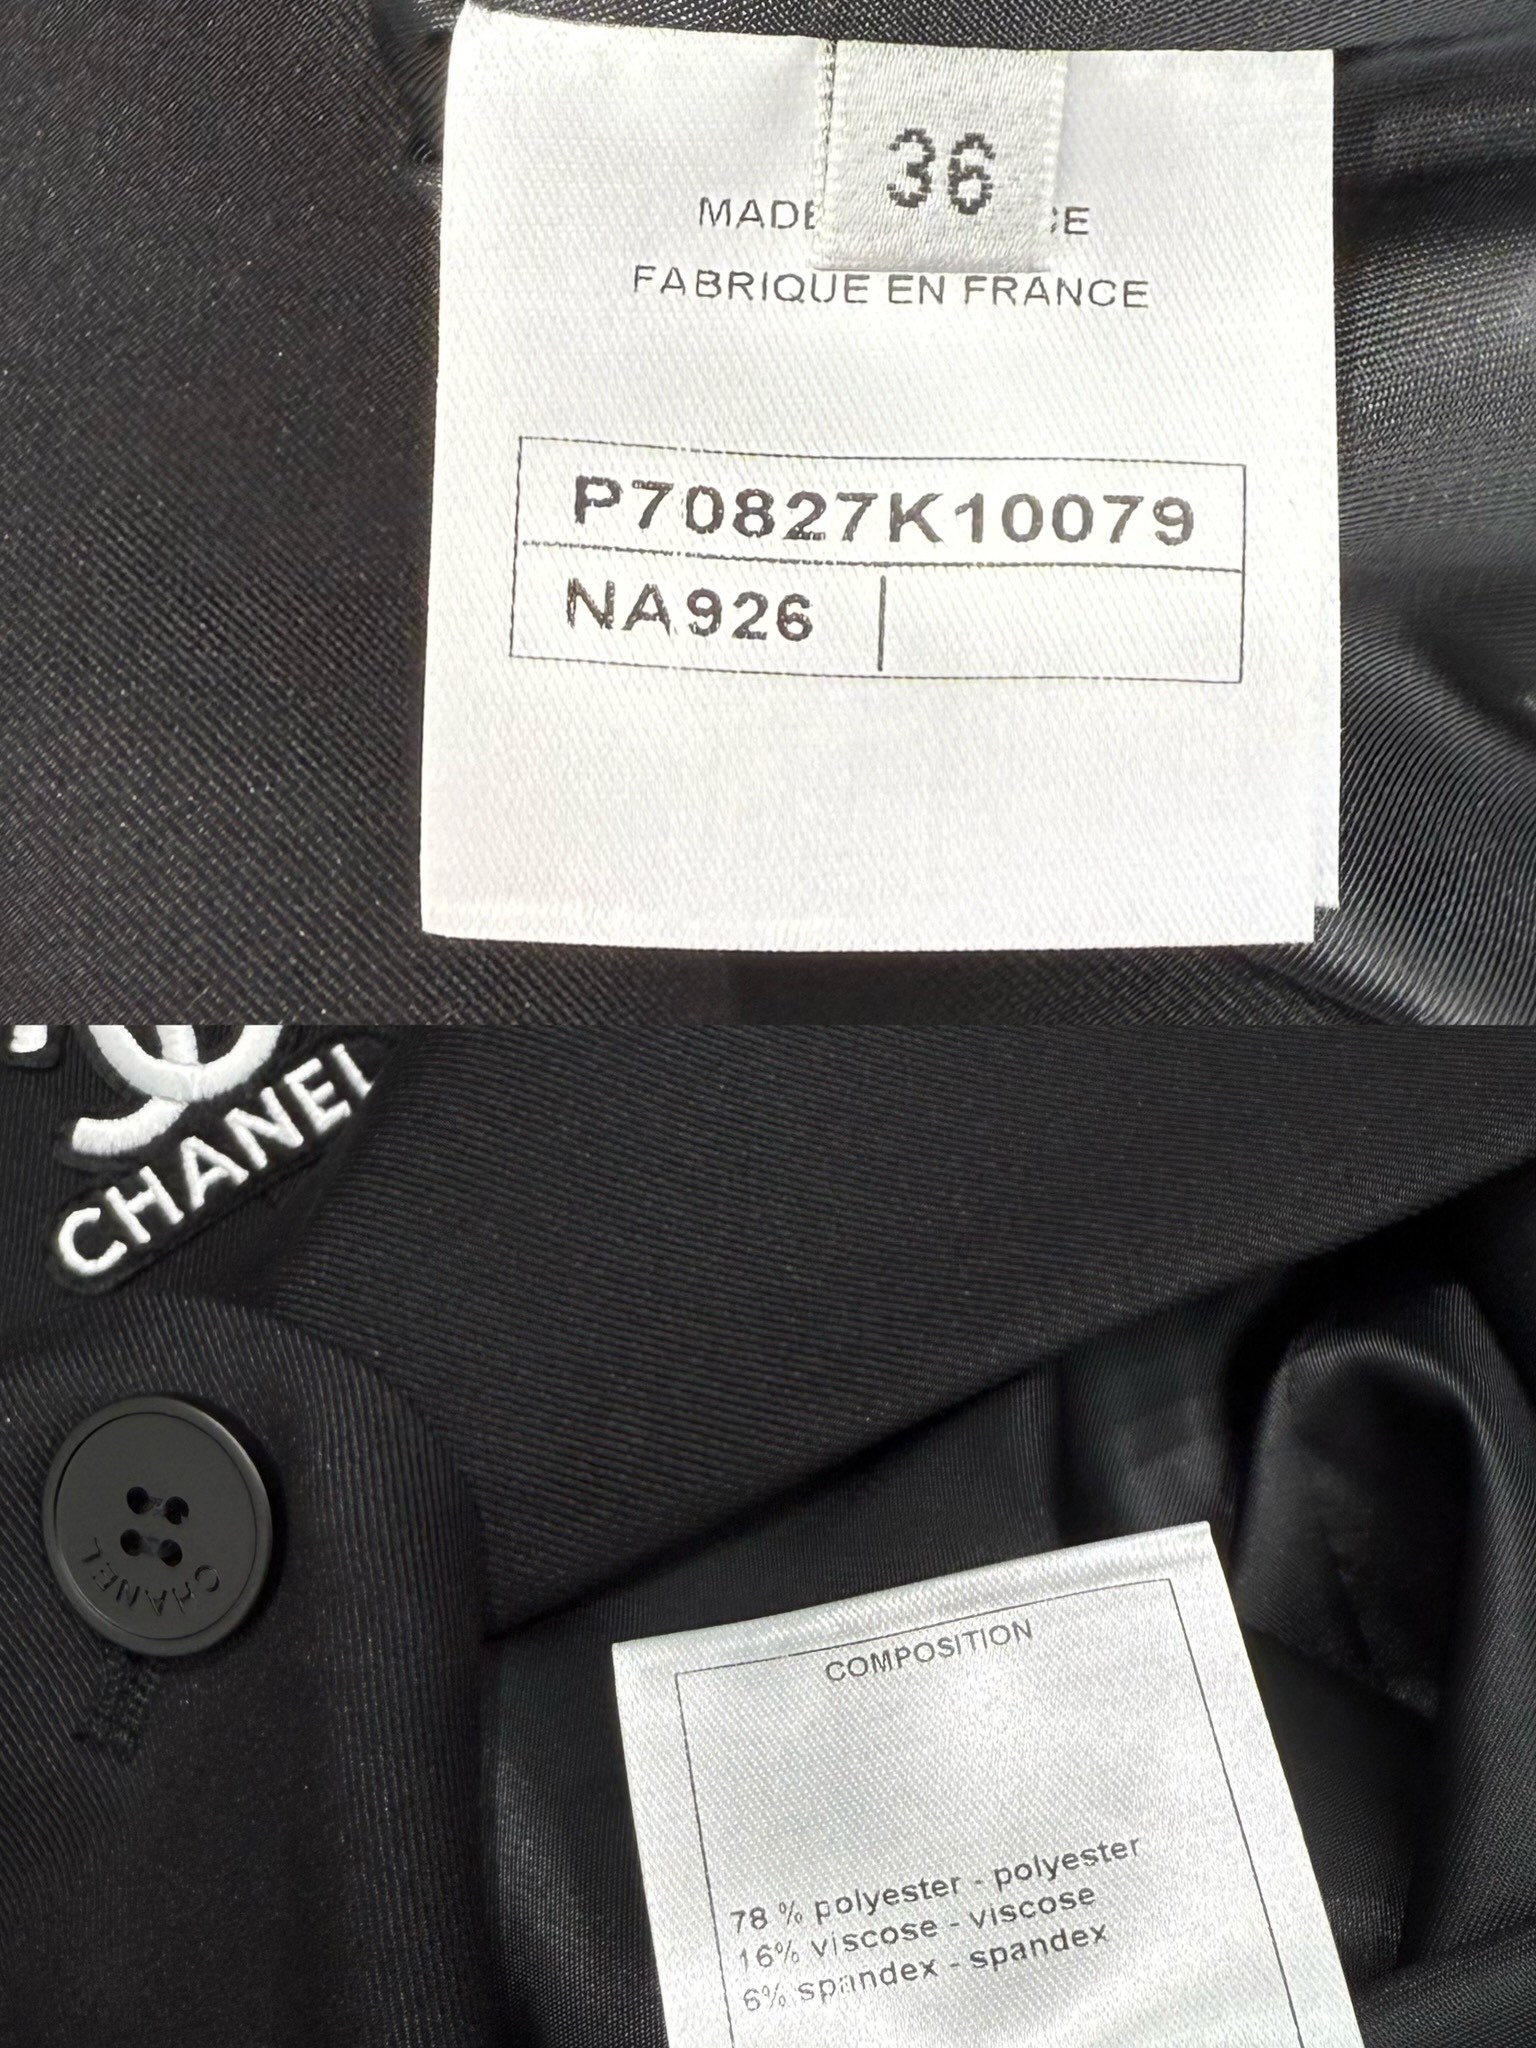 36
MADE
CE
FABRIQUE EN FRANCE
P70827K10079
NA926
CHANEL
CHANEL
COMPOSITION
78 % polyester - polyester
16% viscose - viscose
6% spandex - spandex